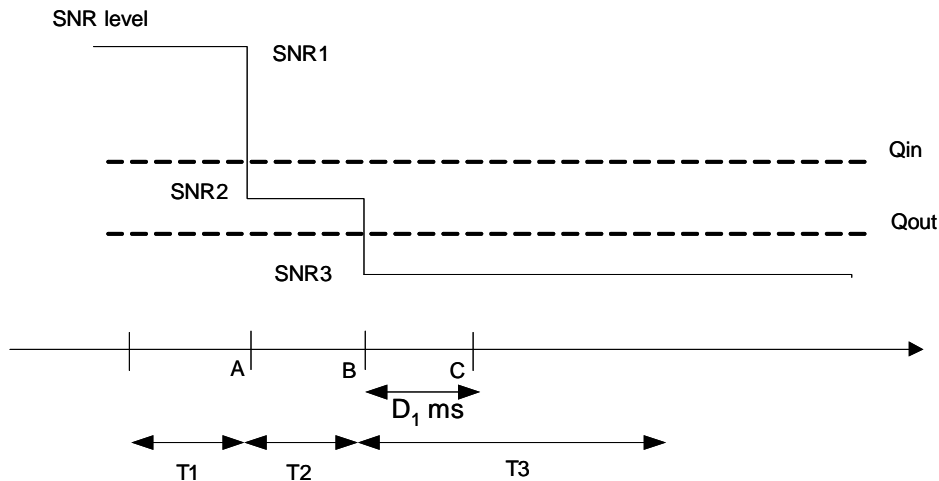 SNR level
SNR1
Qin
SNR2
Qout
SNR3
A
B
C
D₁ ms
T1
T2
T3